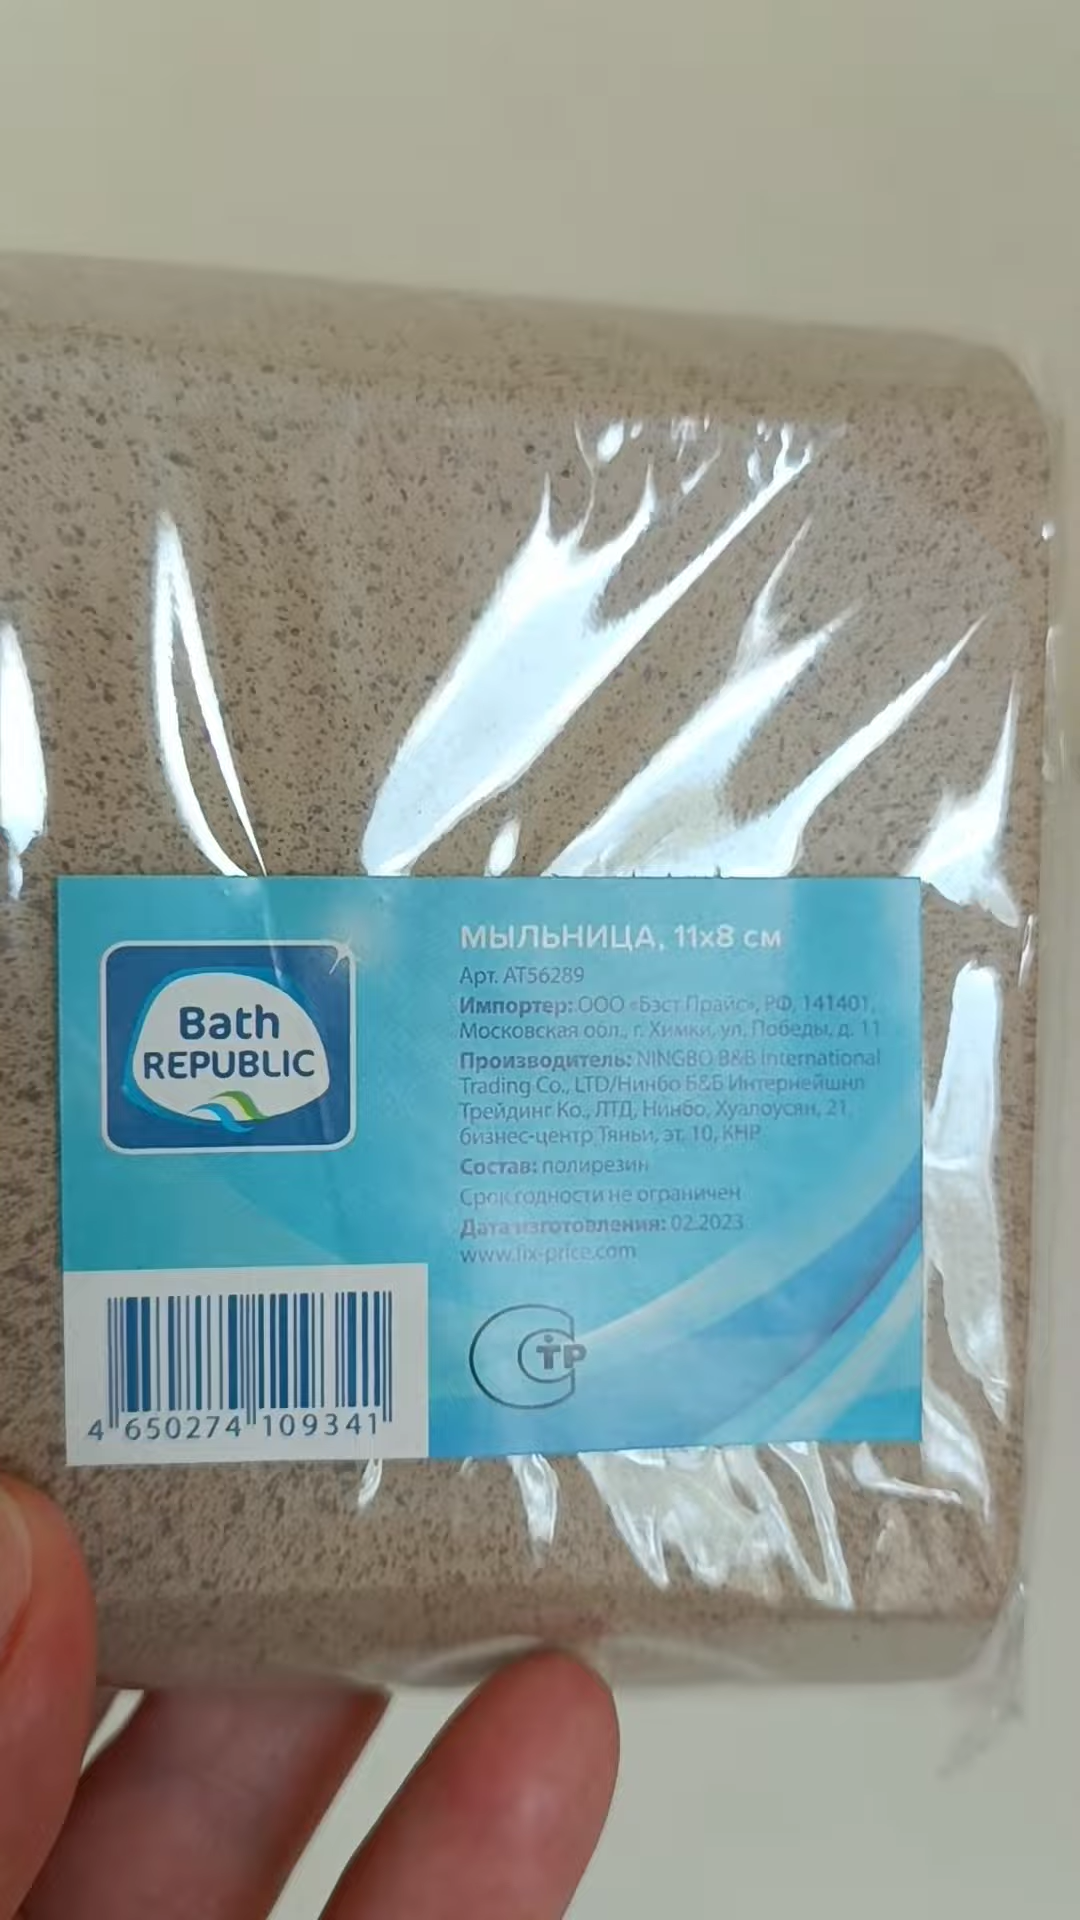 Bath
REPUBLIC
МЫЛЬНИЦА, 11x8 см
Арт. AT56289
Импортер: ООО «Бэст Прайс», РФ, 141401,
Московская обл., г. Химки, ул. Победы, д. 11
Производитель: NINGBO B&B International
Trading Co., LTD/Нинбо Б&Б Интернейшнл
Трейдинг Ко., ЛТД, Нинбо, Хуалоусян, 21,
бизнес-центр Тяньи, эт. 10, КНР
Состав: полирезин
Срок годности не ограничен
Дата изготовления: 02.2023
www.fix-price.com
СТР
4 650274 109341